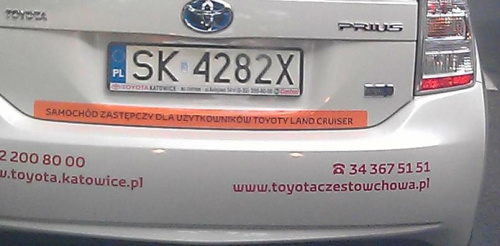 TOYOTA
PRIUS
PL SK 4282X
TOYOTA KATOWICE
SAMOCHÓD ZASTĘPCZY DLA UŻYTKOWNIKÓW TOYOTY LAND CRUISER
2 200 80 00
w.toyota.katowice.pl
☎ 34 367 51 51
www.toyotaczestowchowa.pl